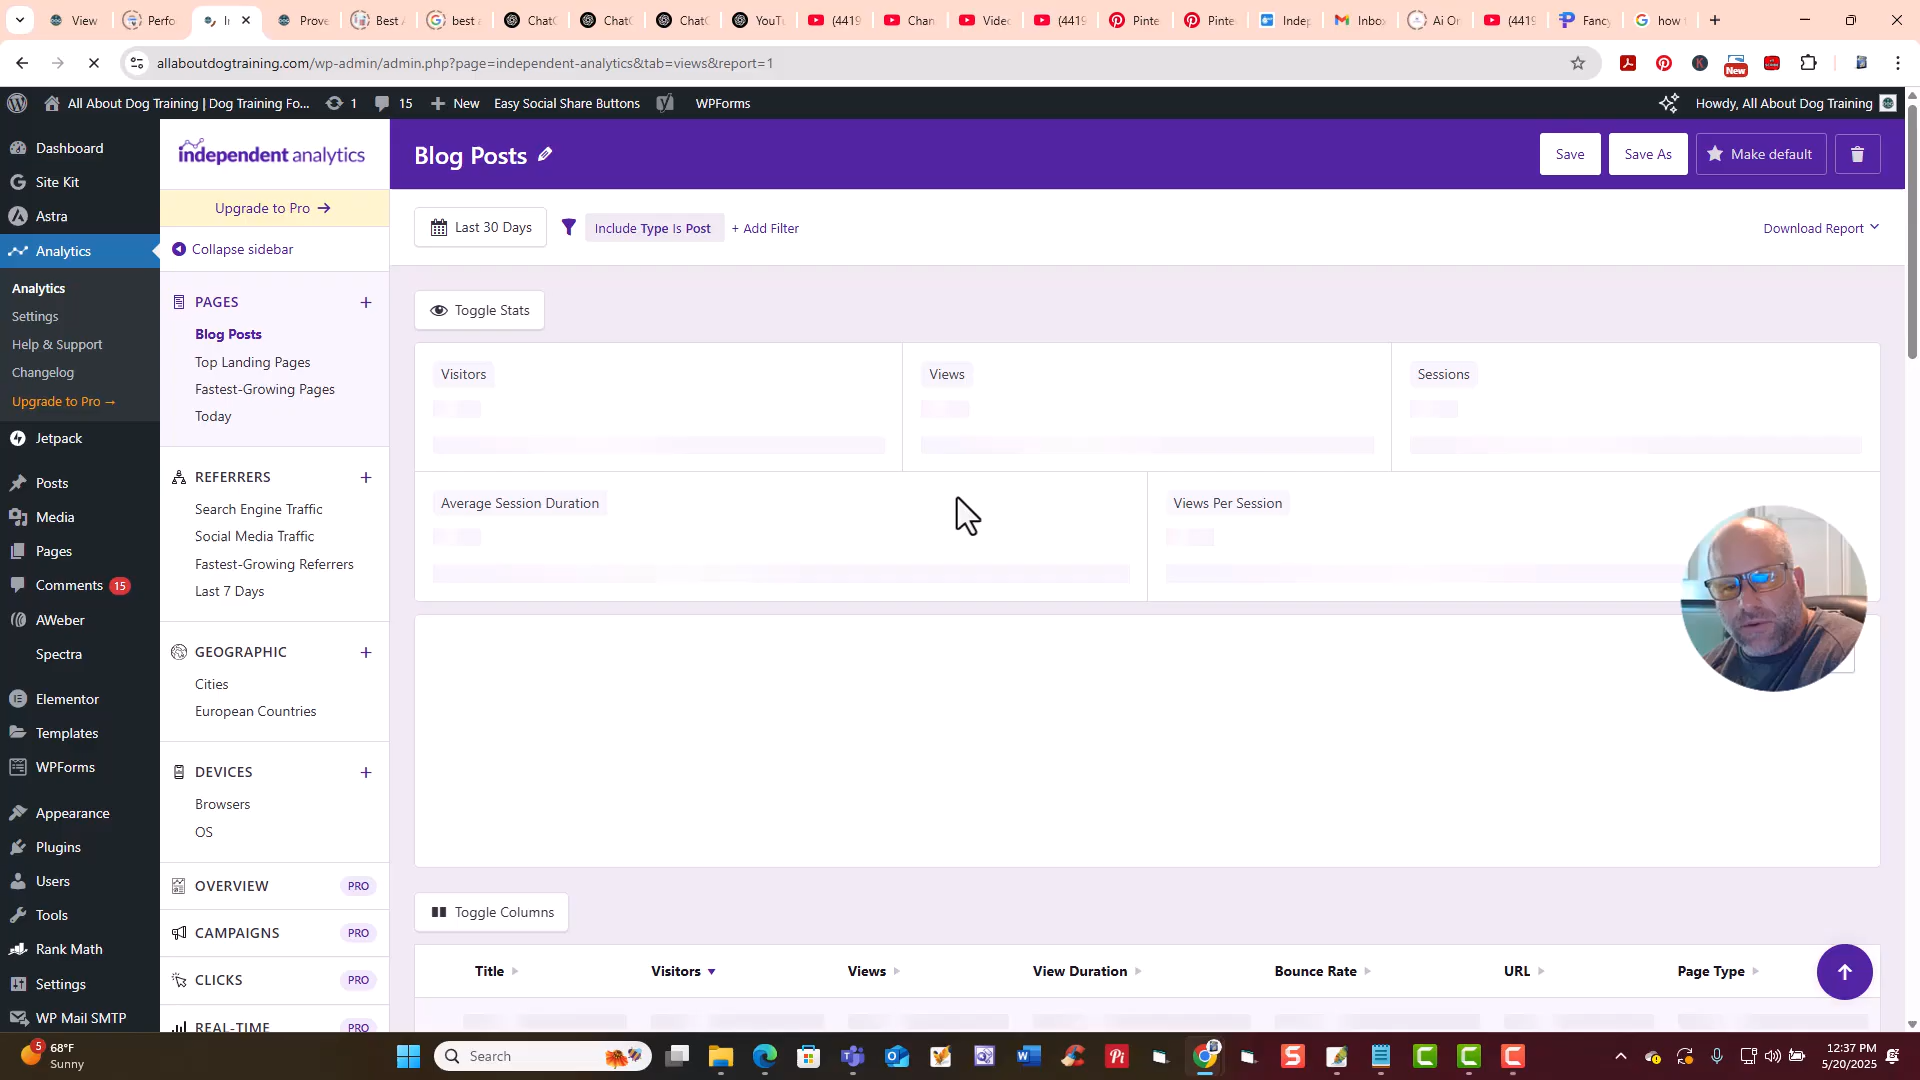 View
Perfo
Ir
Prove
Best
best
ChatG
ChatG
ChatG
YouTu
(4419
Chan
Videc
(4419
Pinte
Pinte
Indep
Inbox
Ai Or
(4419
Fancy
how
allaboutdogtraining.com/wp-admin/admin.php?page=independent-analytics&tab=views&report=1
New
All About Dog Training | Dog Training Fo...
1
15
New
Easy Social Share Buttons
WPForms
Howdy, All About Dog Training
Dashboard
Site Kit
Astra
Analytics
Analytics
Settings
Help & Support
Changelog
Upgrade to Pro →
Jetpack
Posts
Media
Pages
Comments 15
AWeber
Spectra
Elementor
Templates
WPForms
Appearance
Plugins
Users
Tools
Rank Math
Settings
WP Mail SMTP
independent analytics
Upgrade to Pro →
Collapse sidebar
PAGES +
Blog Posts
Top Landing Pages
Fastest-Growing Pages
Today
REFERRERS +
Search Engine Traffic
Social Media Traffic
Fastest-Growing Referrers
Last 7 Days
GEOGRAPHIC +
Cities
European Countries
DEVICES +
Browsers
OS
OVERVIEW PRO
CAMPAIGNS PRO
CLICKS PRO
REAL-TIME PRO
Blog Posts
Save
Save As
Make default
Last 30 Days
Include Type Is Post
+ Add Filter
Download Report
Toggle Stats
Visitors
Views
Sessions
Average Session Duration
Views Per Session
Toggle Columns
Title
Visitors
Views
View Duration
Bounce Rate
URL
Page Type
5
68°F
Sunny
Search
12:37 PM
5/20/2025